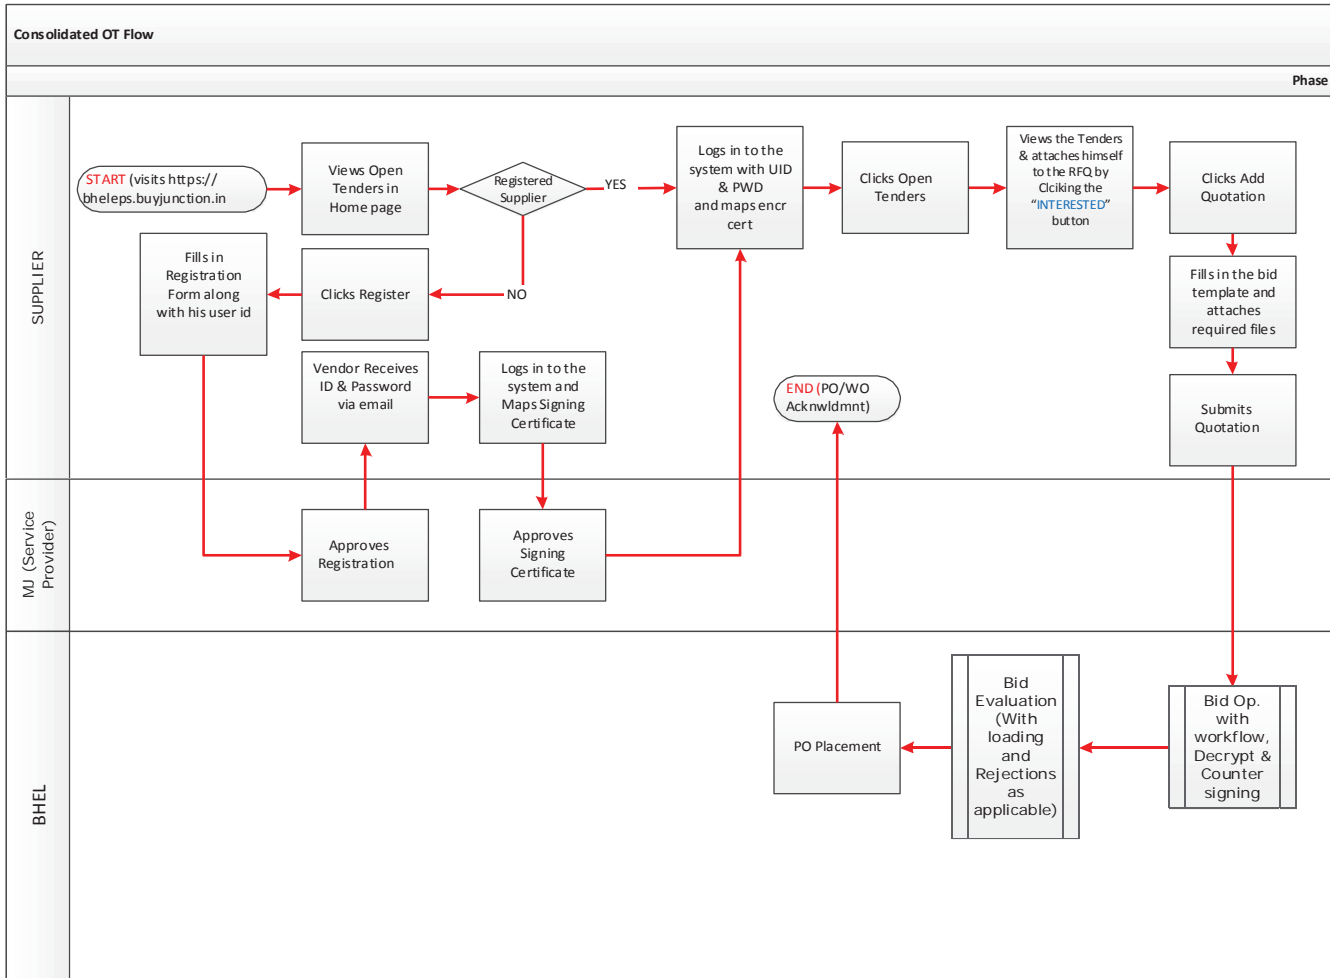 Consolidated OT Flow
Phase
SUPPLIER
START (visits https://
bheleps.buyjunction.in
Views Open
Tenders in
Home page
Registered
Supplier
YES
NO
Logs in to the
system with UID
& PWD
and maps encr
cert
Clicks Open
Tenders
Views the Tenders
& attaches himself
to the RFQ by
Clciking the
“INTERESTED”
button
Clicks Add
Quotation
Fills in
Registration
Form along
with his user id
Clicks Register
Fills in the bid
template and
attaches
required files
Vendor Receives
ID & Password
via email
Logs in to the
system and
Maps Signing
Certificate
END (PO/WO
Acknwldmnt)
Submits
Quotation
MJ (Service
Provider)
Approves
Registration
Approves
Signing
Certificate
BHEL
PO Placement
Bid
Evaluation
(With
loading
and
Rejections
as
applicable)
Bid Op.
with
workflow,
Decrypt &
Counter
signing